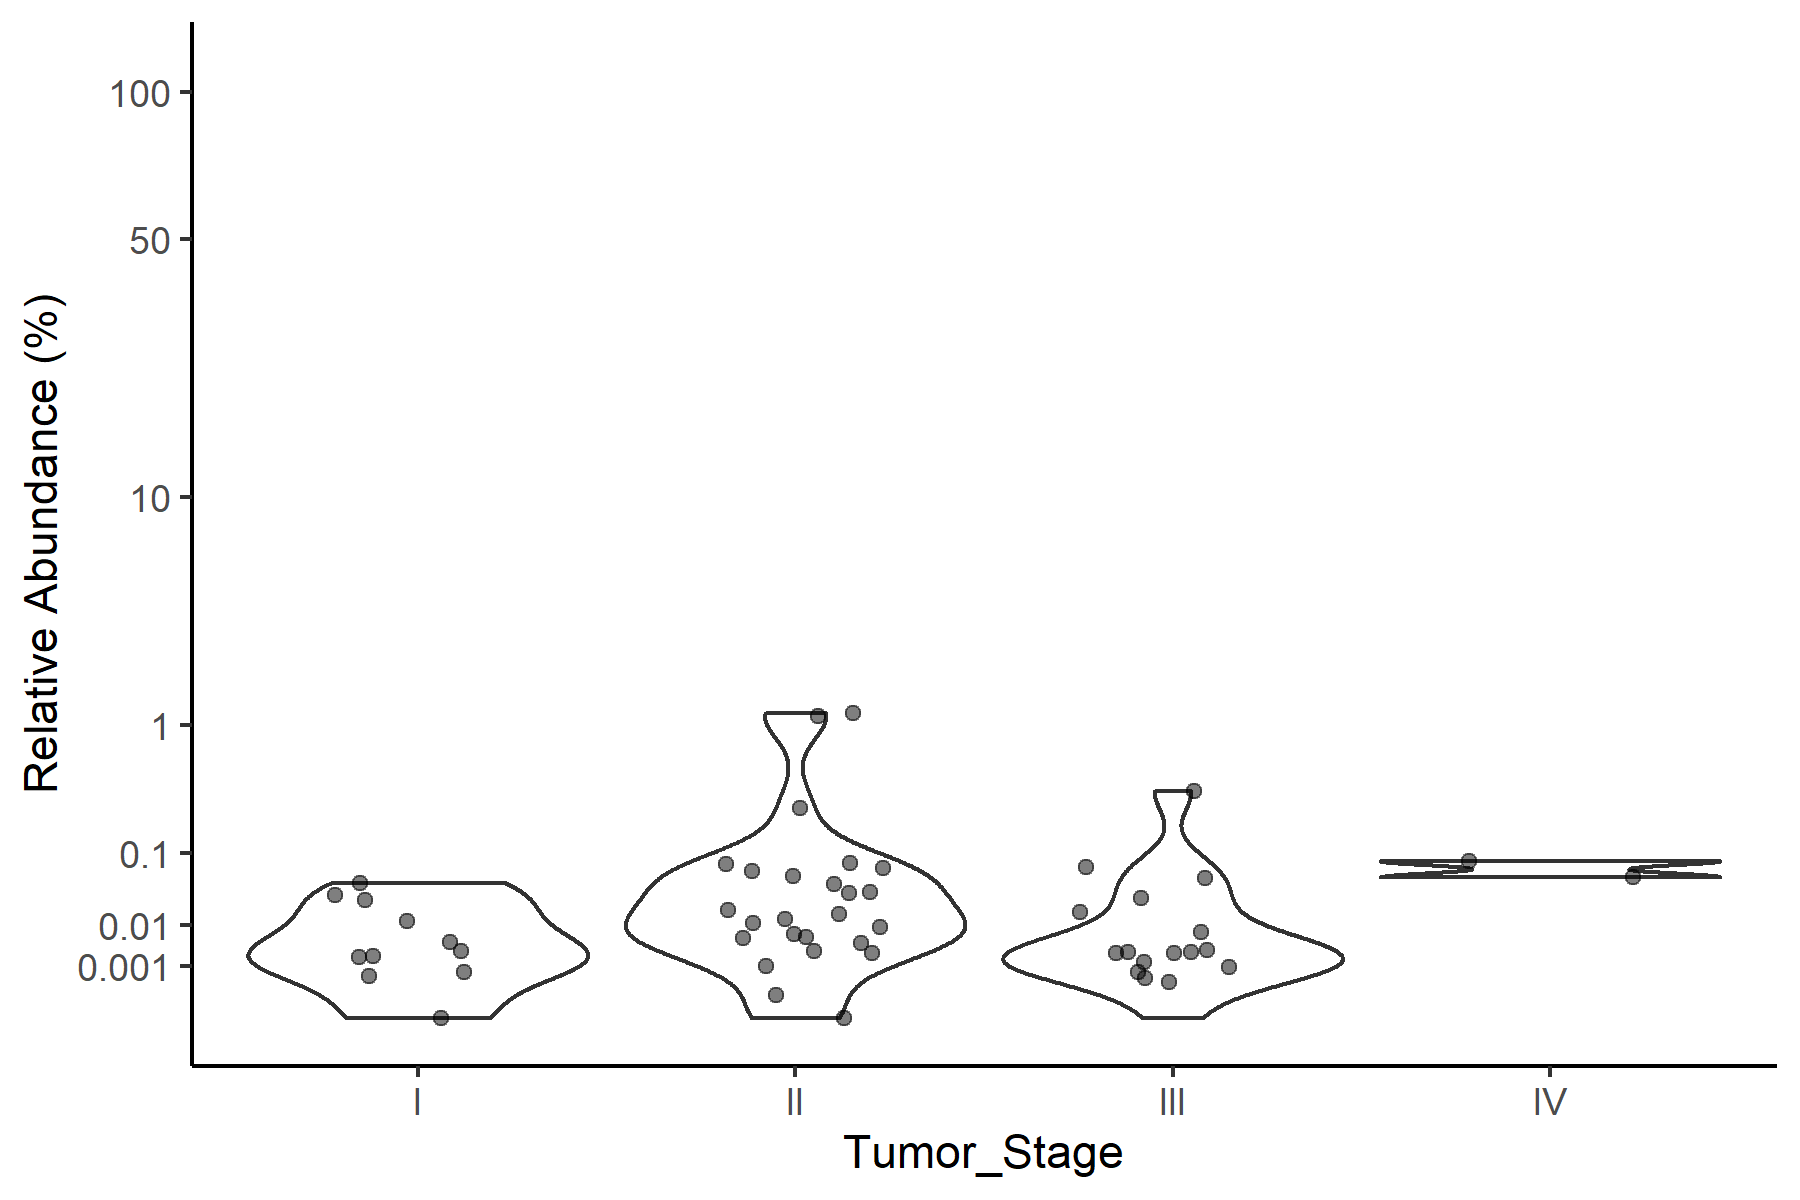 Relative Abundance (%)
100
50
10
1
0.1
0.01
0.001
I
II
III
IV
Tumor_Stage